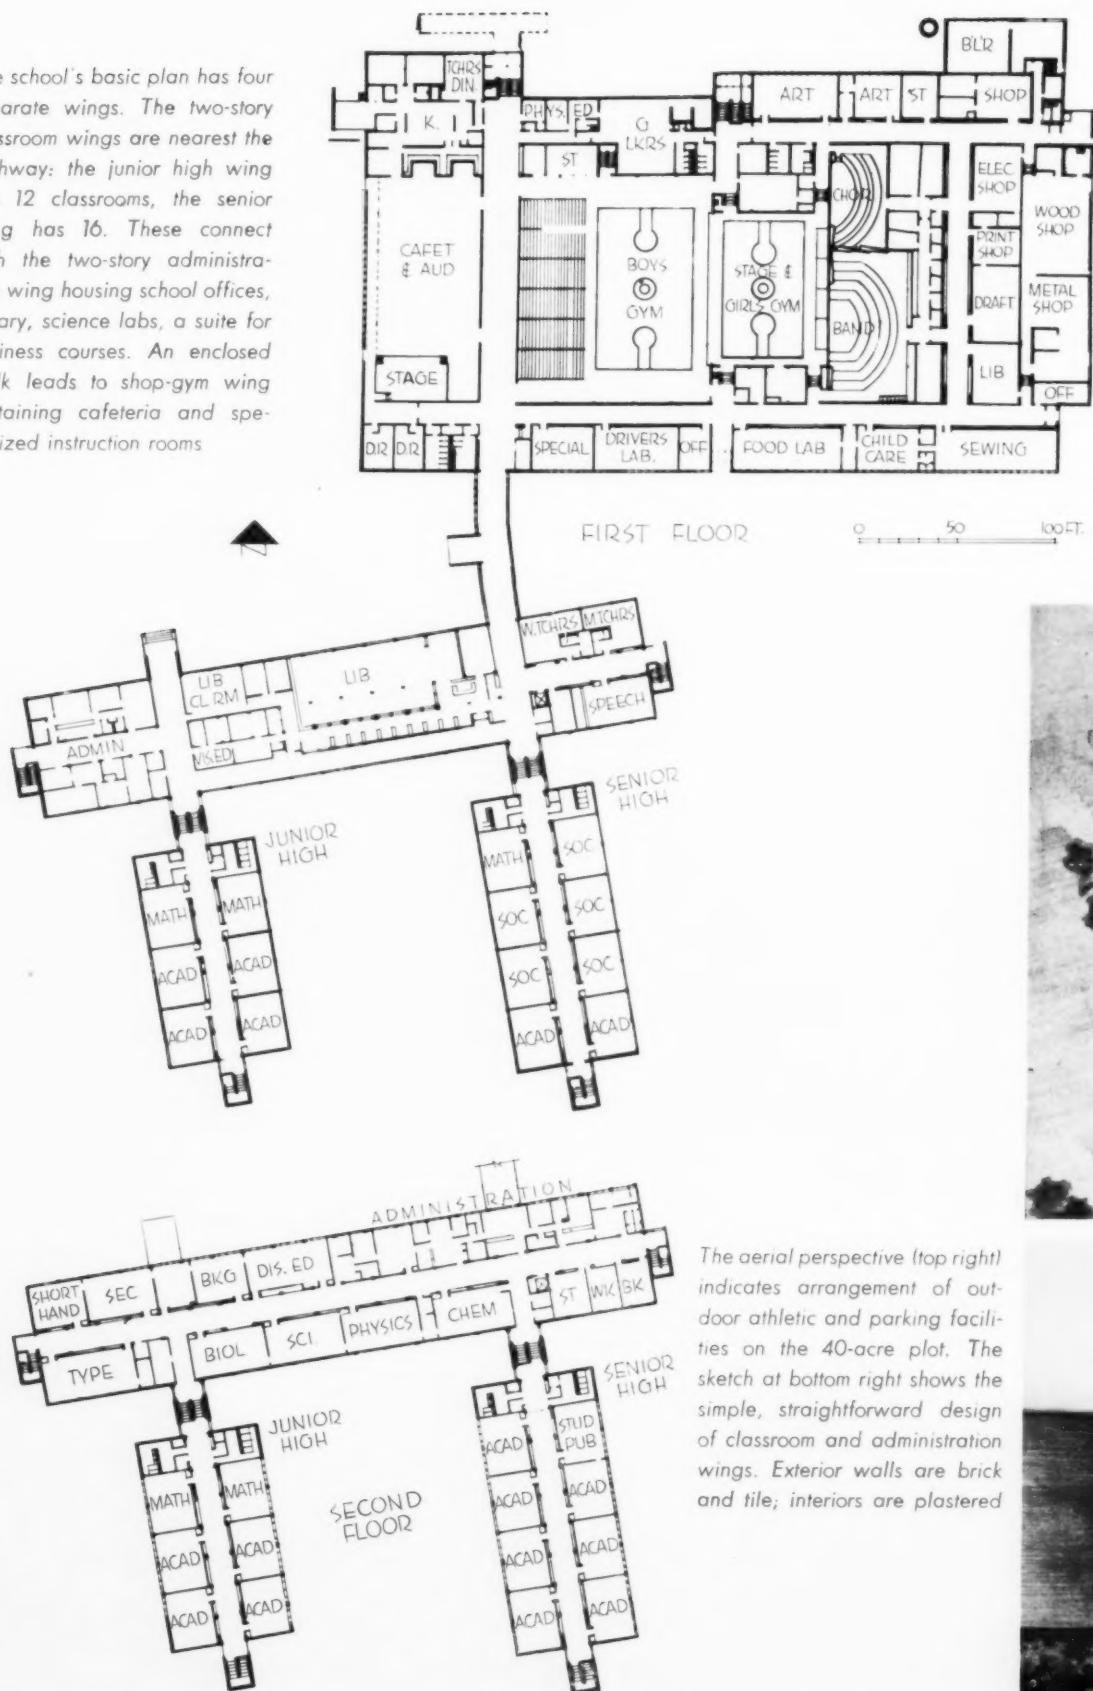 school's basic plan has four
wings. The two-story
wings are nearest the
the junior high wing
12 classrooms, the senior
has 16. These connect
the two-story administra-
wing housing school offices,
science labs, a suite for
courses. An enclosed
leads to shop-gym wing
cafeteria and spe-
instruction rooms
TCHRS
DIN
K.
CAFET
& AUD
STAGE
DIR
DIR
PHYS. ED
ST
G
LKRS
BOYS
GYM
STAGE &
GIRLS GYM
ART
ART
ST
SHOP
BL'R
CHOIR
BAND
ELEC
SHOP
PRINT
SHOP
DRAFT
LIB
WOOD
SHOP
METAL
SHOP
OFF
SPECIAL
DRIVERS
LAB.
OFF
FOOD LAB
CHILD
CARE
SEWING
N
FIRST FLOOR
0 50 100 FT.
W.TCHRS
M.TCHRS
LIB
CL RM
LIB
SPEECH
ADMIN
VIS.ED
JUNIOR
HIGH
SENIOR
HIGH
MATH
MATH
ACAD
ACAD
ACAD
ACAD
MATH
SOC
SOC
SOC
SOC
SOC
ACAD
ACAD
ADMINISTRATION
SHORT
HAND
SEC
BKG
DIS. ED
TYPE
BIOL
SCI.
PHYSICS
CHEM
ST
WK
BK
JUNIOR
HIGH
SENIOR
HIGH
MATH
MATH
ACAD
ACAD
ACAD
ACAD
SECOND
FLOOR
ACAD
STUD
PUB
ACAD
ACAD
ACAD
ACAD
ACAD
ACAD
The aerial perspective (top right)
indicates arrangement of out-
door athletic and parking facili-
ties on the 40-acre plot. The
sketch at bottom right shows the
simple, straightforward design
of classroom and administration
wings. Exterior walls are brick
and tile; interiors are plastered